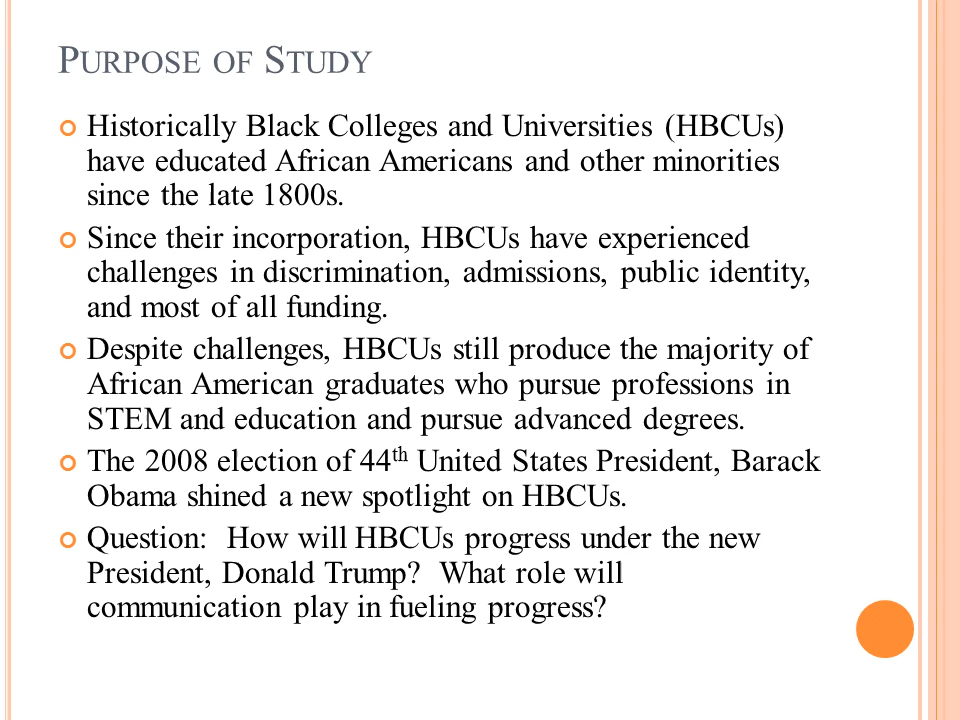 PURPOSE OF STUDY
Historically Black Colleges and Universities (HBCUs)
have educated African Americans and other minorities
since the late 1800s.
Since their incorporation, HBCUs have experienced
challenges in discrimination, admissions, public identity,
and most of all funding.
Despite challenges, HBCUs still produce the majority of
African American graduates who pursue professions in
STEM and education and pursue advanced degrees.
The 2008 election of 44th United States President, Barack
Obama shined a new spotlight on HBCUs.
Question:  How will HBCUs progress under the new
President, Donald Trump?  What role will
communication play in fueling progress?